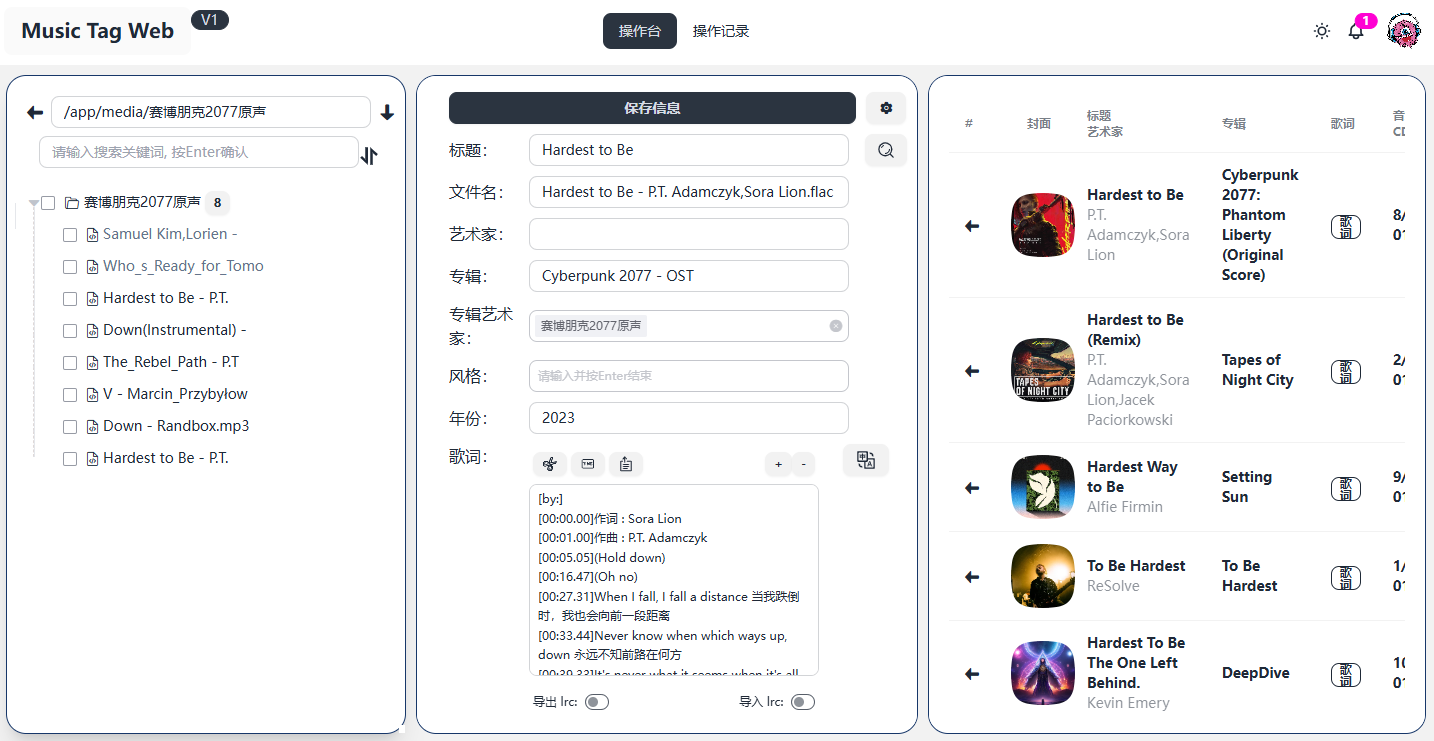 Music Tag Web
V1
操作台
操作记录
1
/app/media/赛博朋克2077原声
请输入搜索关键词, 按Enter确认
赛博朋克2077原声 8
Samuel Kim,Lorien -
Who_s_Ready_for_Tomo
Hardest to Be - P.T.
Down(Instrumental) -
The_Rebel_Path - P.T
V - Marcin_Przybyłow
Down - Randbox.mp3
Hardest to Be - P.T.
保存信息
标题：
Hardest to Be
文件名：
Hardest to Be - P.T. Adamczyk,Sora Lion.flac
艺术家：
专辑：
Cyberpunk 2077 - OST
专辑艺术
家：
赛博朋克2077原声
风格：
请输入并按Enter结束
年份：
2023
歌词：
+ -
[by:]
[00:00.00]作词 : Sora Lion
[00:01.00]作曲 : P.T. Adamczyk
[00:05.05](Hold down)
[00:16.47](Oh no)
[00:27.31]When I fall, I fall a distance 当我跌倒
时，我也会向前一段距离
[00:33.44]Never know when which ways up,
down 永远不知前路在何方
[00:39.33]It's never what it seems when it's all
导出 lrc:
导入 lrc:
#
封面
标题
艺术家
专辑
歌词
音
CD
Hardest to Be
P.T.
Adamczyk,Sora
Lion
Cyberpunk
2077:
Phantom
Liberty
(Original
Score)
歌
词
8/
01
Hardest to Be
(Remix)
P.T.
Adamczyk,Sora
Lion,Jacek
Paciorkowski
TAPES
OF NIGHT CITY
Tapes of
Night City
歌
词
2/
01
Hardest Way
to Be
Alfie Firmin
Setting
Sun
歌
词
9/
01
To Be Hardest
ReSolve
To Be
Hardest
歌
词
1/
01
Hardest To Be
The One Left
Behind.
Kevin Emery
DeepDive
歌
词
10
01